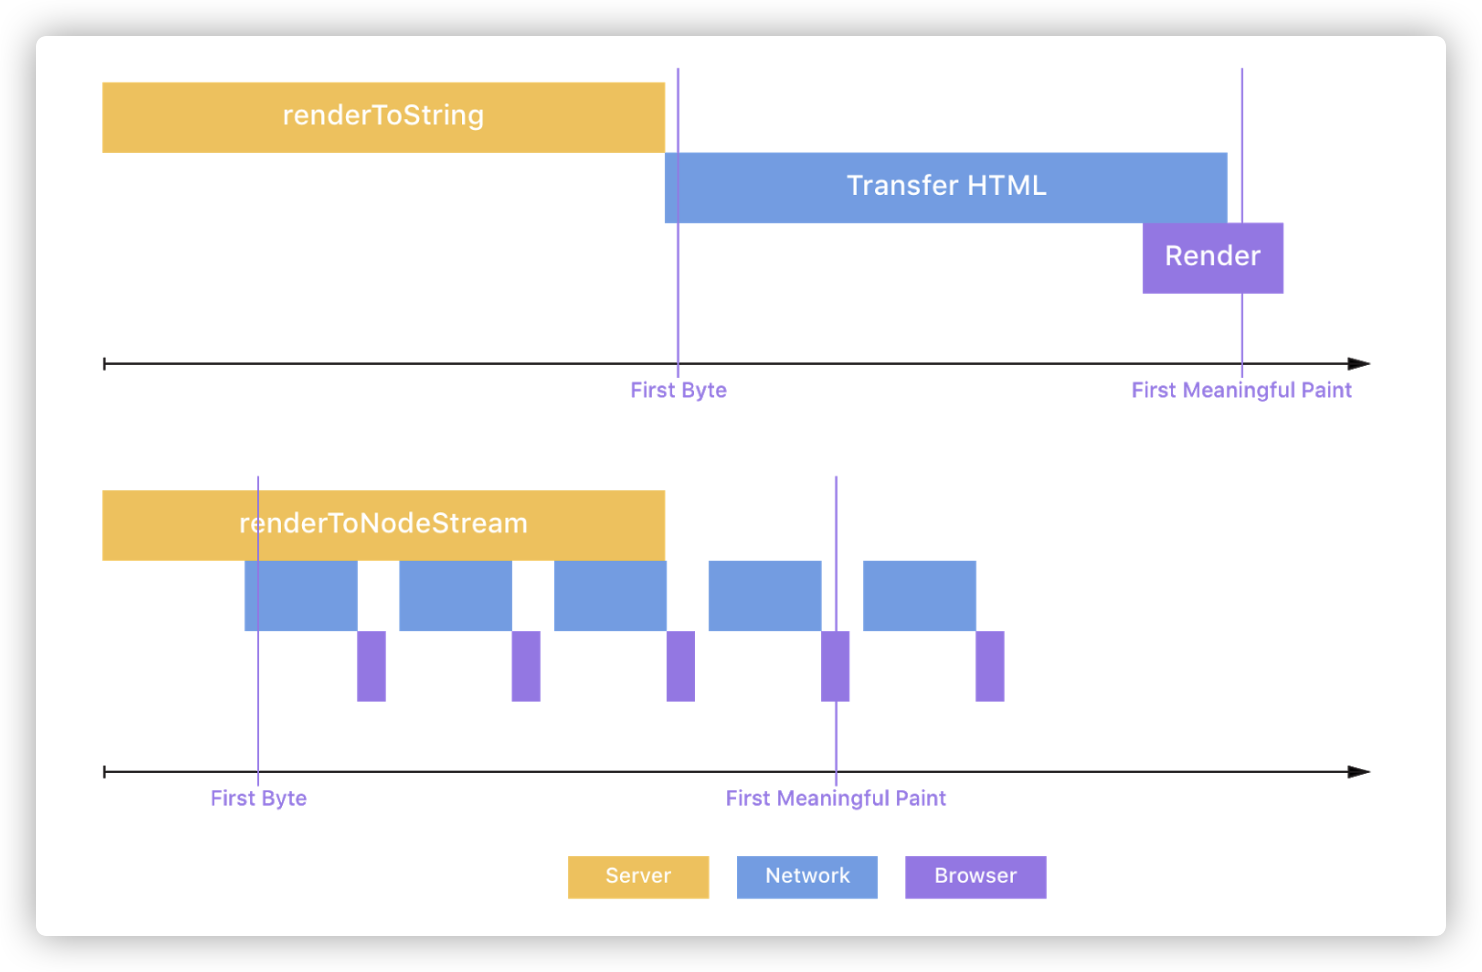 renderToString
Transfer HTML
Render
First Byte
First Meaningful Paint
renderToNodeStream
First Byte
First Meaningful Paint
Server
Network
Browser